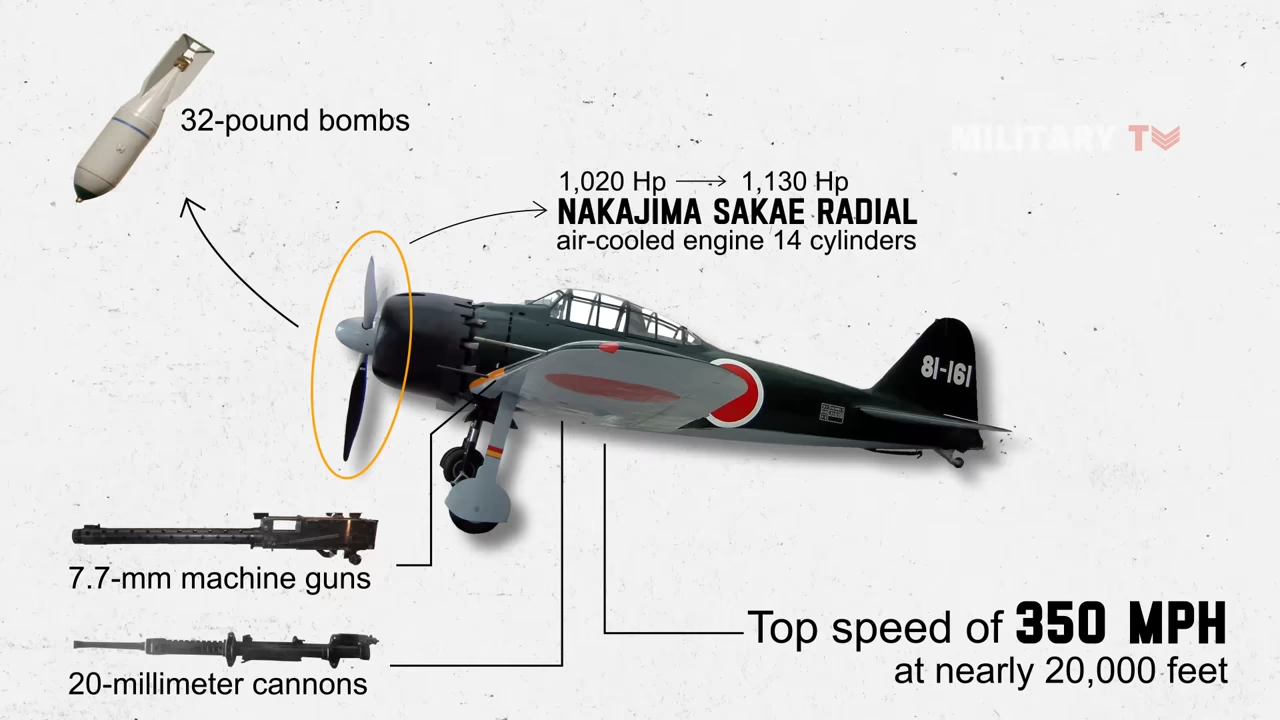 32-pound bombs
MILITARY TV
1,020 Hp → 1,130 Hp
NAKAJIMA SAKAE RADIAL
air-cooled engine 14 cylinders
81-161
7.7-mm machine guns
20-millimeter cannons
Top speed of 350 MPH
at nearly 20,000 feet